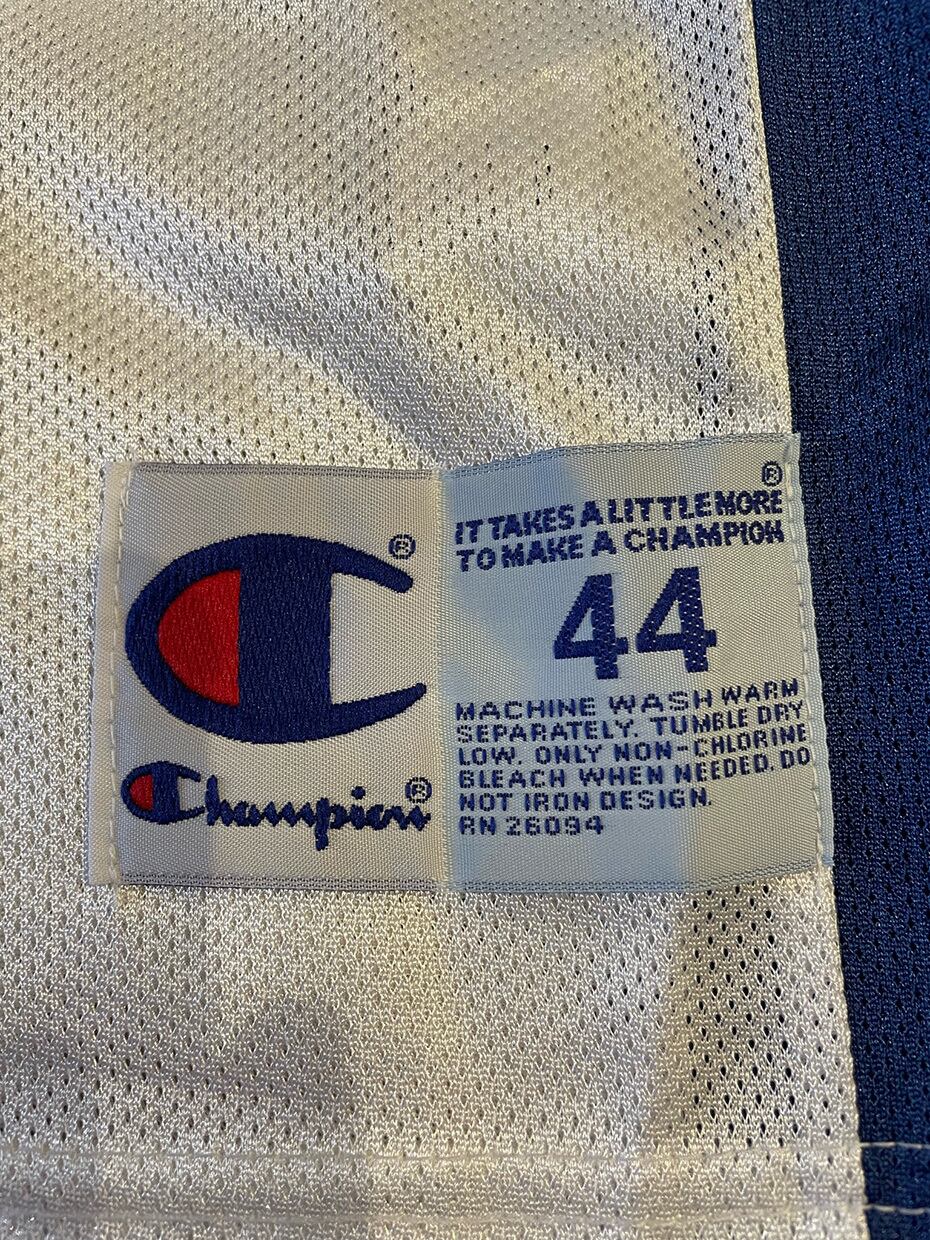 ®
Champion®
®
IT TAKES A LITTLE MORE
TO MAKE A CHAMPION
44
MACHINE WASH WARM
SEPARATELY. TUMBLE DRY
LOW. ONLY NON-CHLORINE
BLEACH WHEN NEEDED. DO
NOT IRON DESIGN.
RN 26094